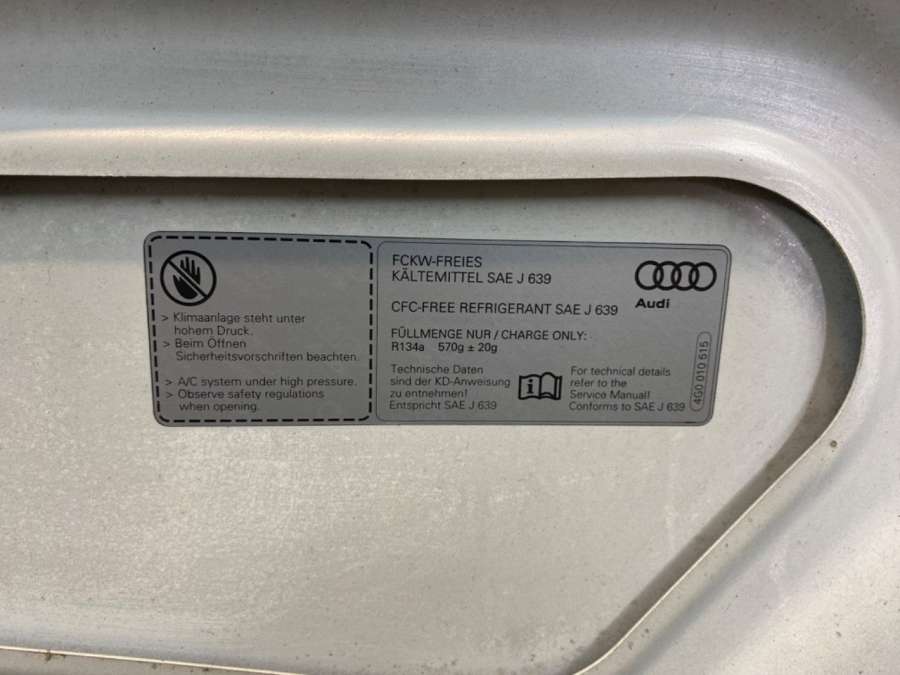 > Klimaanlage steht unter
hohem Druck.
> Beim Öffnen
Sicherheitsvorschriften beachten.
> A/C system under high pressure.
> Observe safety regulations
when opening.
FCKW-FREIES
KÄLTEMITTEL SAE J 639
CFC-FREE REFRIGERANT SAE J 639
FÜLLMENGE NUR / CHARGE ONLY:
R134a 570g ± 20g
Technische Daten
sind der KD-Anweisung
zu entnehmen!
Entspricht SAE J 639
i
For technical details
refer to the
Service Manual!
Conforms to SAE J 639
Audi
4G0 010 515